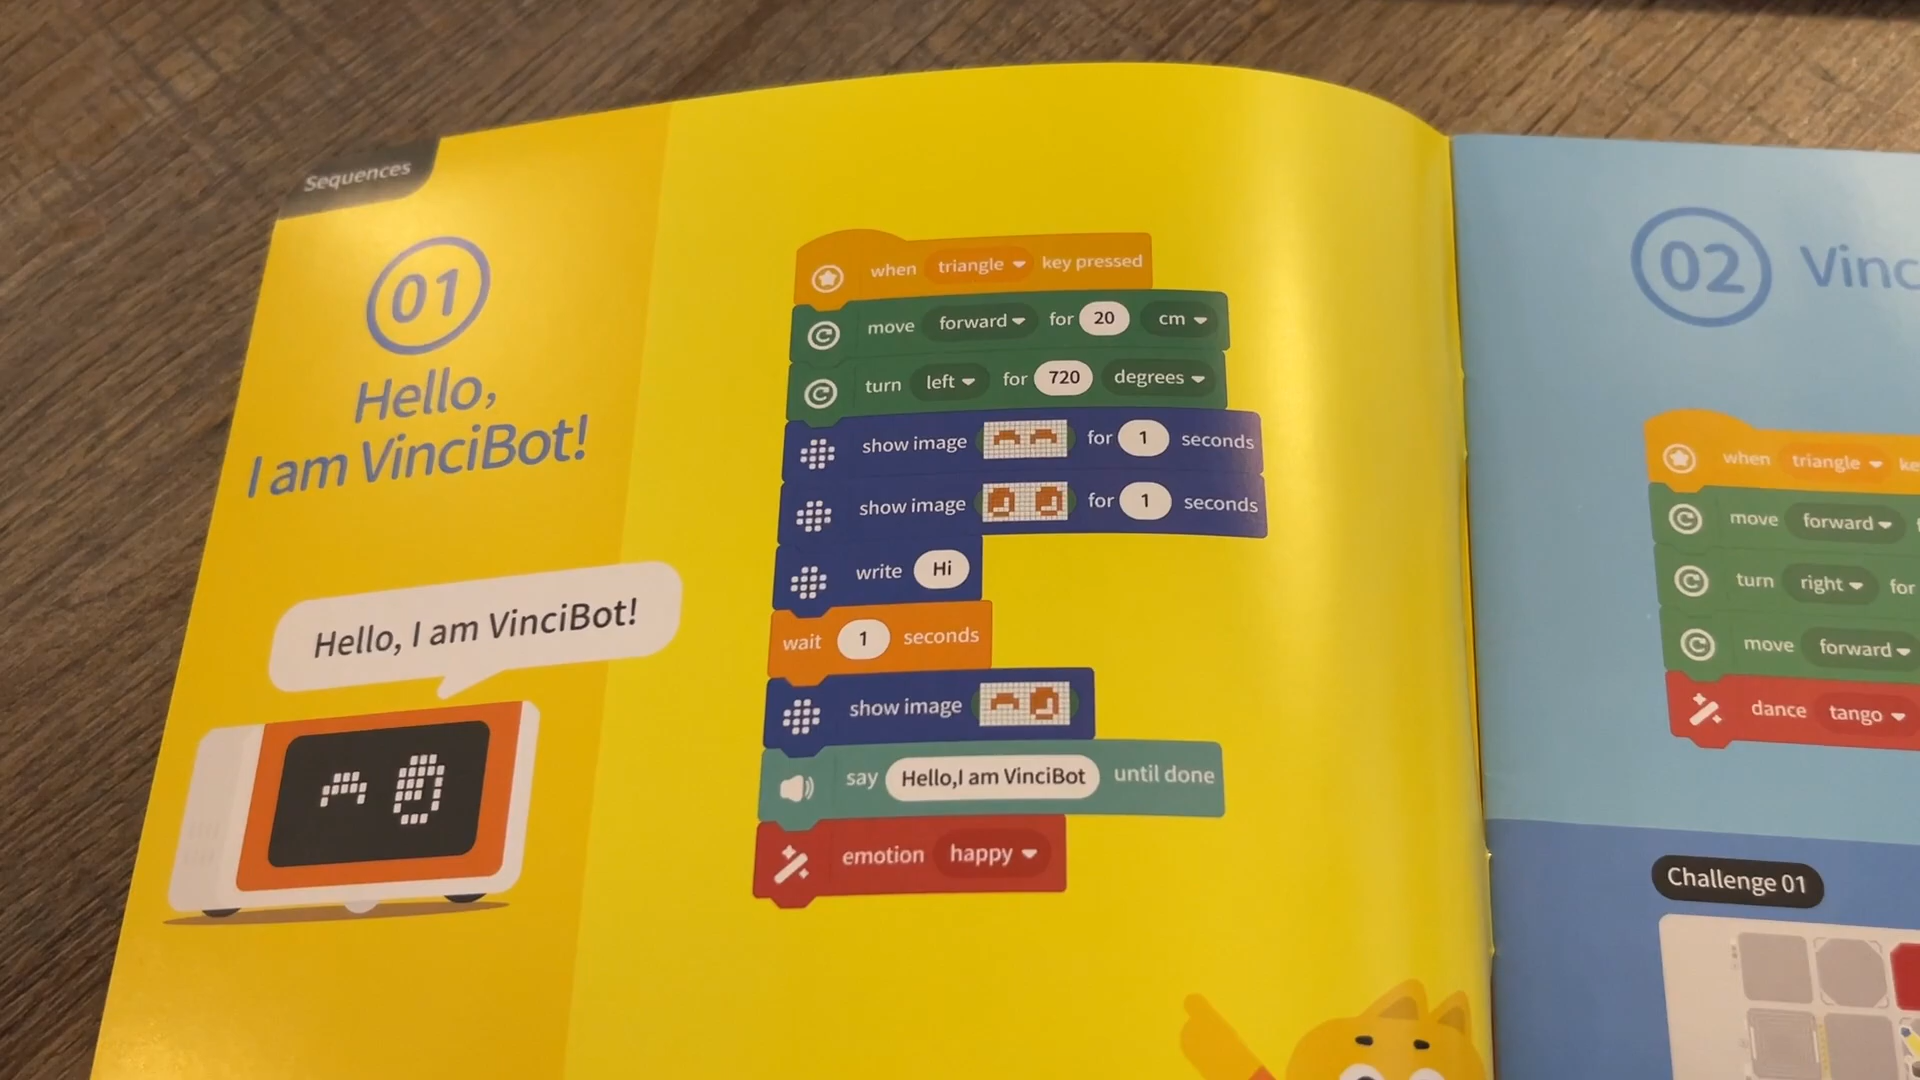 Sequences
01
Hello,
I am VinciBot!
Hello, I am VinciBot!
when triangle key pressed
move forward for 20 cm
turn left for 720 degrees
show image for 1 seconds
show image for 1 seconds
write Hi
wait 1 seconds
show image
say Hello,I am VinciBot until done
emotion happy
02
when triangle
move forward
turn right for
move forward
dance tango
Challenge 01